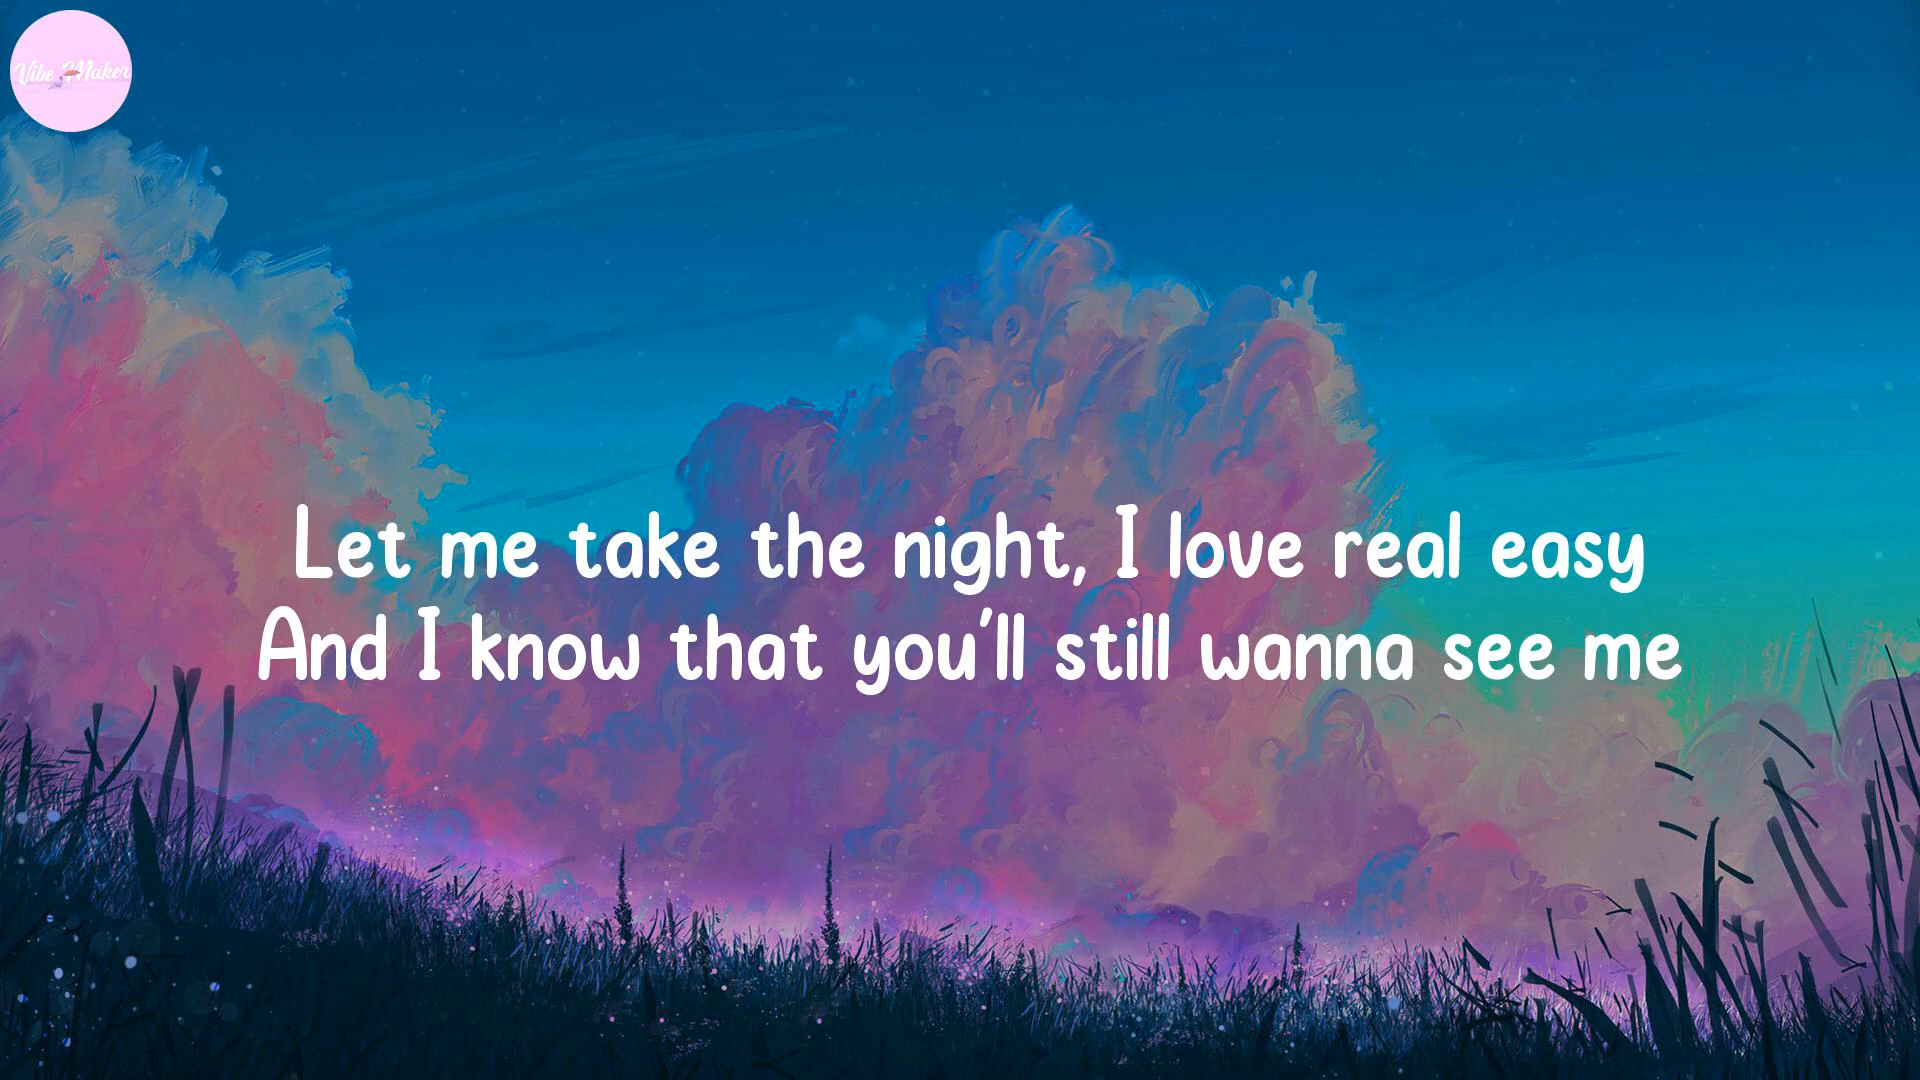 Vibe Maker
Let me take the night, I love real easy
And I know that you'll still wanna see me